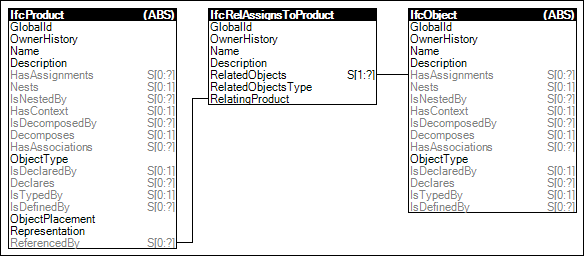 IfcProduct (ABS)
GlobalId
OwnerHistory
Name
Description
HasAssignments S[0:?]
Nests S[0:1]
IsNestedBy S[0:?]
HasContext S[0:1]
IsDecomposedBy S[0:?]
Decomposes S[0:1]
HasAssociations S[0:?]
ObjectType
IsDeclaredBy S[0:1]
Declares S[0:?]
IsTypedBy S[0:1]
IsDefinedBy S[0:?]
ObjectPlacement
Representation
ReferencedBy S[0:?]
IfcRelAssignsToProduct
GlobalId
OwnerHistory
Name
Description
RelatedObjects S[1:?]
RelatedObjectsType
RelatingProduct
IfcObject (ABS)
GlobalId
OwnerHistory
Name
Description
HasAssignments S[0:?]
Nests S[0:1]
IsNestedBy S[0:?]
HasContext S[0:1]
IsDecomposedBy S[0:?]
Decomposes S[0:1]
HasAssociations S[0:?]
ObjectType
IsDeclaredBy S[0:1]
Declares S[0:?]
IsTypedBy S[0:1]
IsDefinedBy S[0:?]